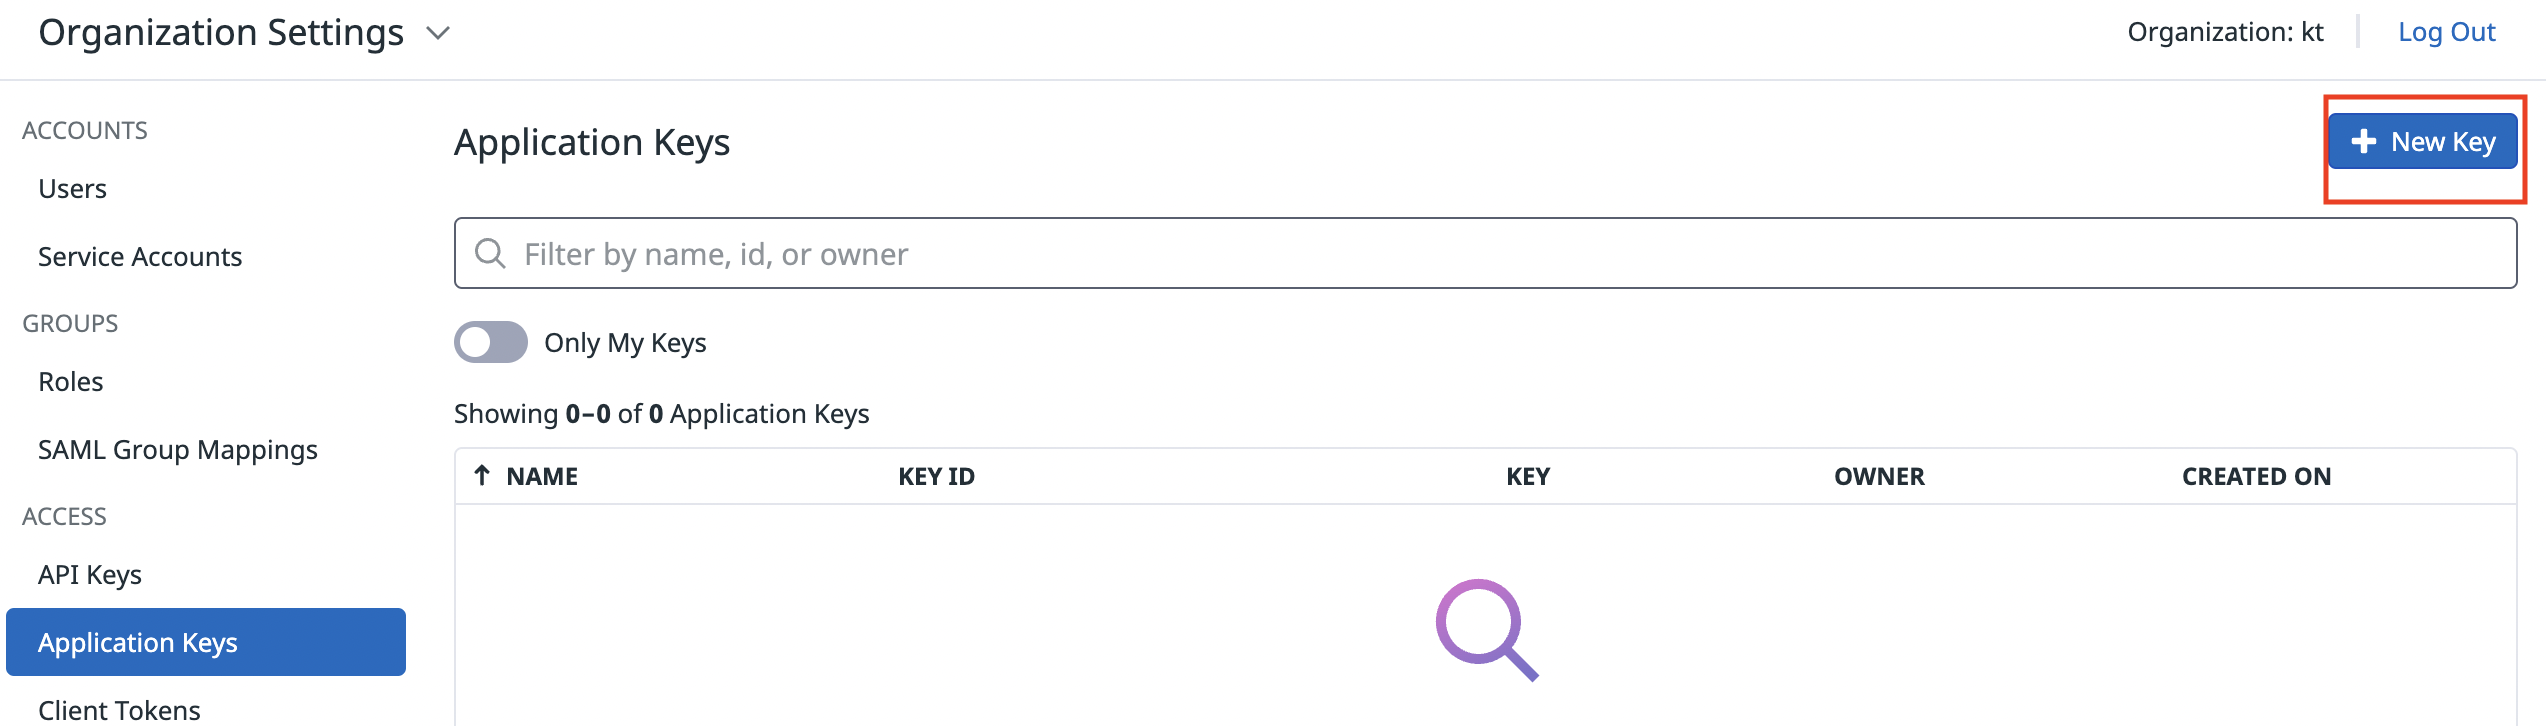 Organization Settings
Organization: kt
Log Out
ACCOUNTS
Users
Service Accounts
GROUPS
Roles
SAML Group Mappings
ACCESS
API Keys
Application Keys
Client Tokens
Application Keys
New Key
Filter by name, id, or owner
Only My Keys
Showing 0–0 of 0 Application Keys
NAME KEY ID KEY OWNER CREATED ON